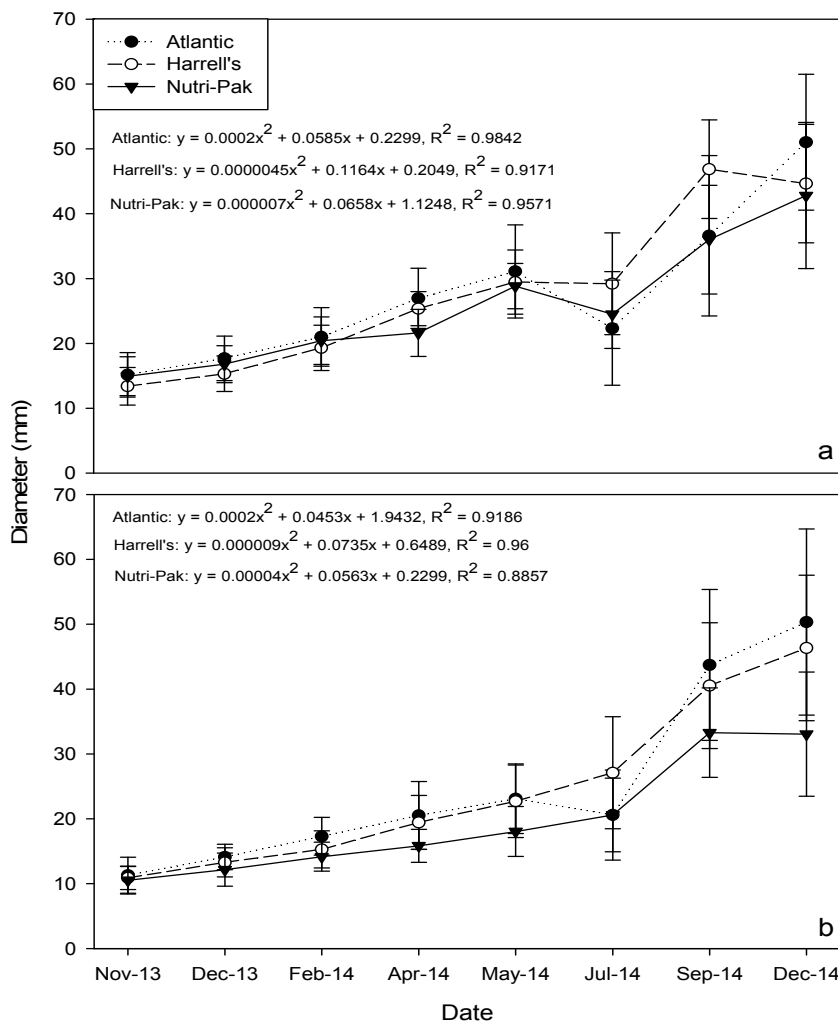 70
60
50
40
30
20
10
0
Atlantic
Harrell's
Nutri-Pak
Atlantic: y = 0.0002x² + 0.0585x + 0.2299, R² = 0.9842
Harrell's: y = 0.0000045x² + 0.1164x + 0.2049, R² = 0.9171
Nutri-Pak: y = 0.000007x² + 0.0658x + 1.1248, R² = 0.9571
a
Diameter (mm)
70
60
50
40
30
20
10
0
Atlantic: y = 0.0002x² + 0.0453x + 1.9432, R² = 0.9186
Harrell's: y = 0.000009x² + 0.0735x + 0.6489, R² = 0.96
Nutri-Pak: y = 0.00004x² + 0.0563x + 0.2299, R² = 0.8857
b
Nov-13 Dec-13 Feb-14 Apr-14 May-14 Jul-14 Sep-14 Dec-14
Date